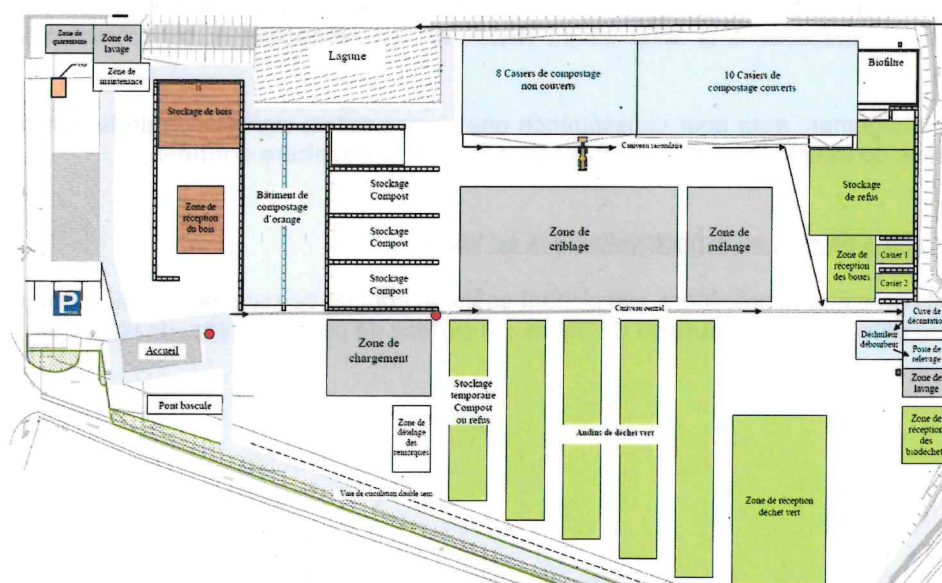 Zone de
quarantaine
Zone de
lavage
Zone de
maintenance
Stockage de bois
Zone de
réception
du bois
Bâtiment de
compostage
d'orange
Lagune
Stockage
Compost
Stockage
Compost
Stockage
Compost
8 Casiers de compostage
non couverts
10 Casiers de
compostage couverts
Biofiltre
Caniveau secondaire
Zone de
criblage
Zone de
mélange
Stockage
de refus
Zone de
réception
des boues
Casier 1
Casier 2
Caniveau central
Cuve de
décantation
Déshuileur
débourbeur
Poste de
relevage
Zone de
lavage
Zone de
réception
des
biodéchets
P
Accueil
Pont bascule
Zone de
chargement
Zone de
dételage
des
remorques
Stockage
temporaire
Compost
ou refus
Andins de déchet vert
Zone de réception
déchet vert
Voie de circulation double sens